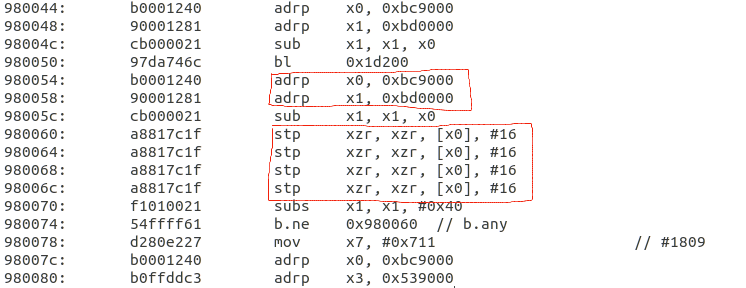 980044: b0001240 adrp x0, 0xbc9000
980048: 90001281 adrp x1, 0xbd0000
98004c: cb000021 sub x1, x1, x0
980050: 97da746c bl 0x1d200
980054: b0001240 adrp x0, 0xbc9000
980058: 90001281 adrp x1, 0xbd0000
98005c: cb000021 sub x1, x1, x0
980060: a8817c1f stp xzr, xzr, [x0], #16
980064: a8817c1f stp xzr, xzr, [x0], #16
980068: a8817c1f stp xzr, xzr, [x0], #16
98006c: a8817c1f stp xzr, xzr, [x0], #16
980070: f1010021 subs x1, x1, #0x40
980074: 54ffff61 b.ne 0x980060 // b.any
980078: d280e227 mov x7, #0x711 // #1809
98007c: b0001240 adrp x0, 0xbc9000
980080: b0ffddc3 adrp x3, 0x539000